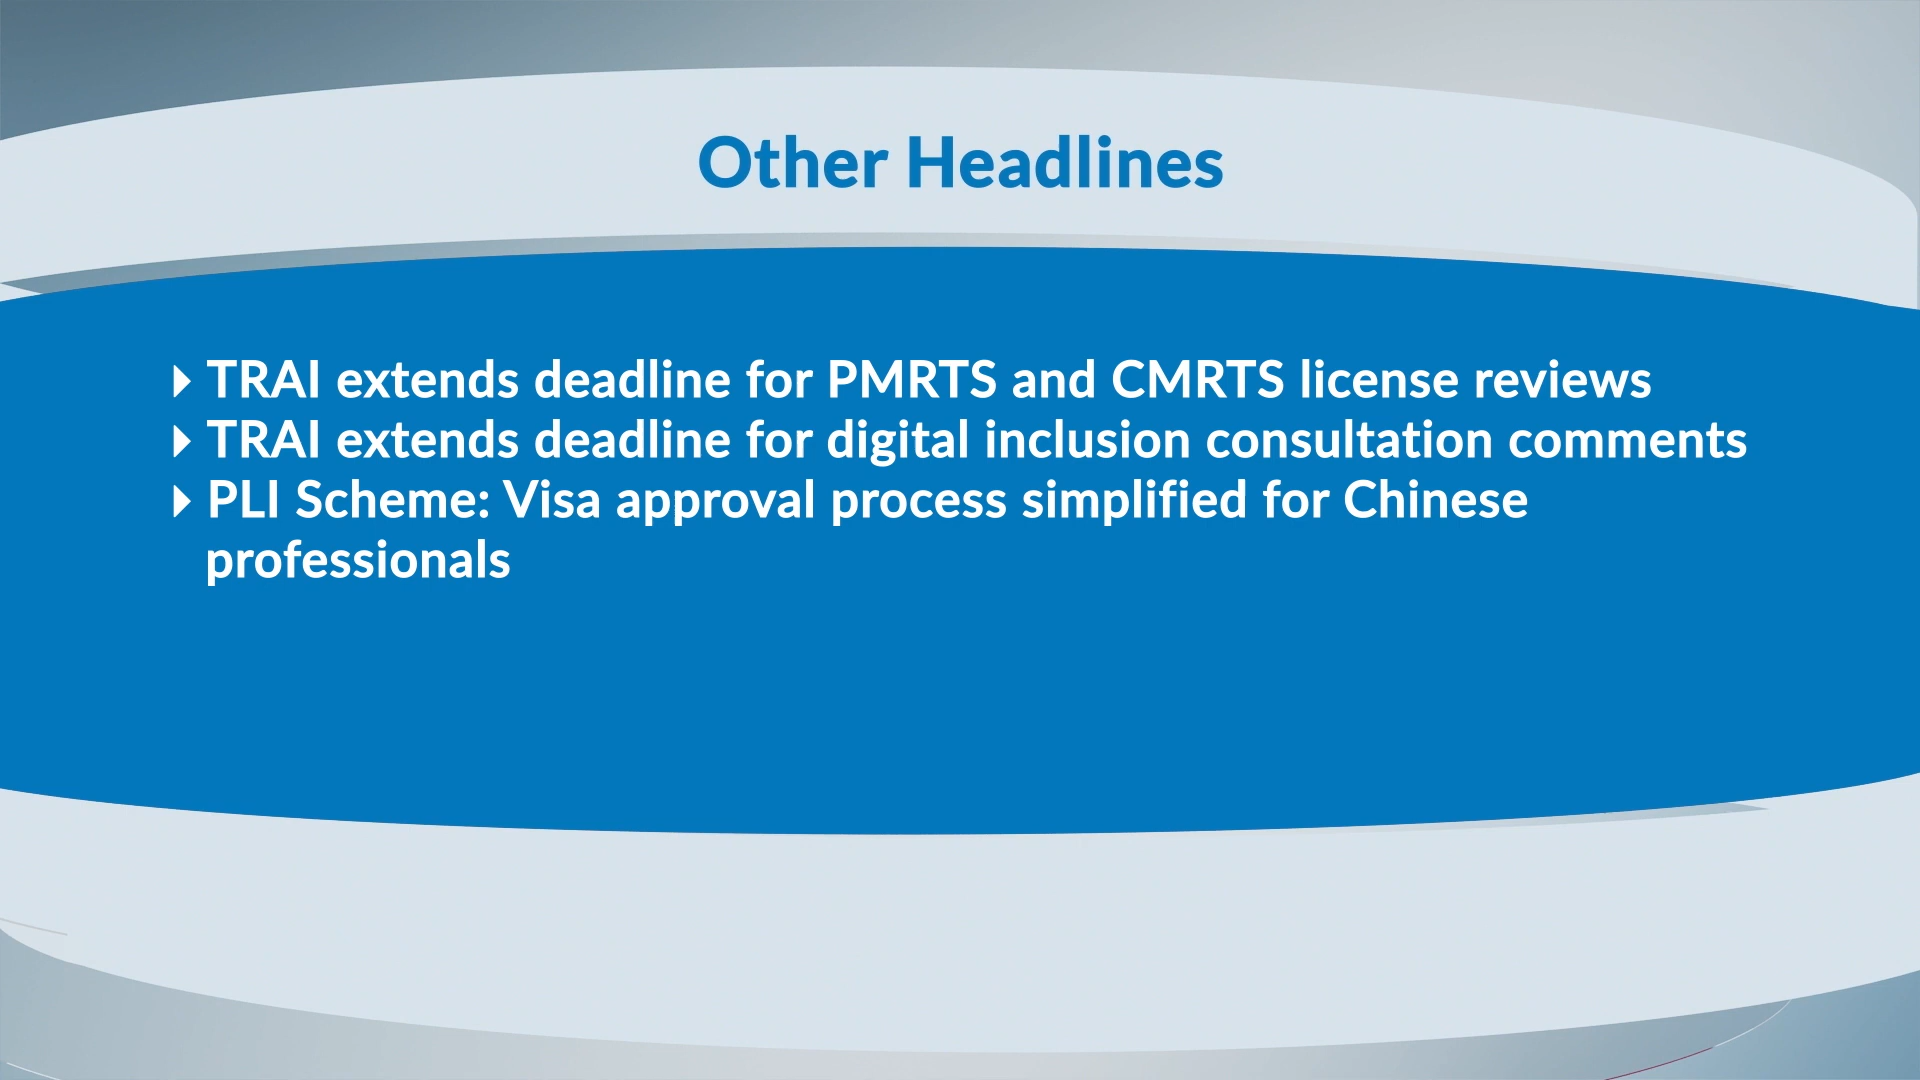 Other Headlines
TRAI extends deadline for PMRTS and CMRTS license reviews
TRAI extends deadline for digital inclusion consultation comments
PLI Scheme: Visa approval process simplified for Chinese
professionals